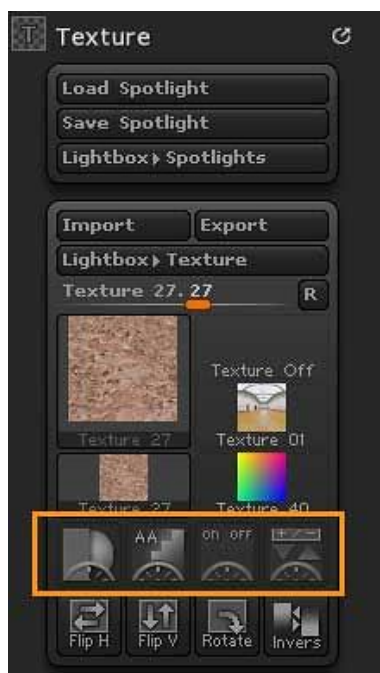 T Texture
Load Spotlight
Save Spotlight
Lightbox▸Spotlights
Import Export
Lightbox▸Texture
Texture 27. 27 R
Texture Off
Texture 27 Texture 01
Texture 27 Texture 40
AA on off +/-
Flip H Flip V Rotate Invers